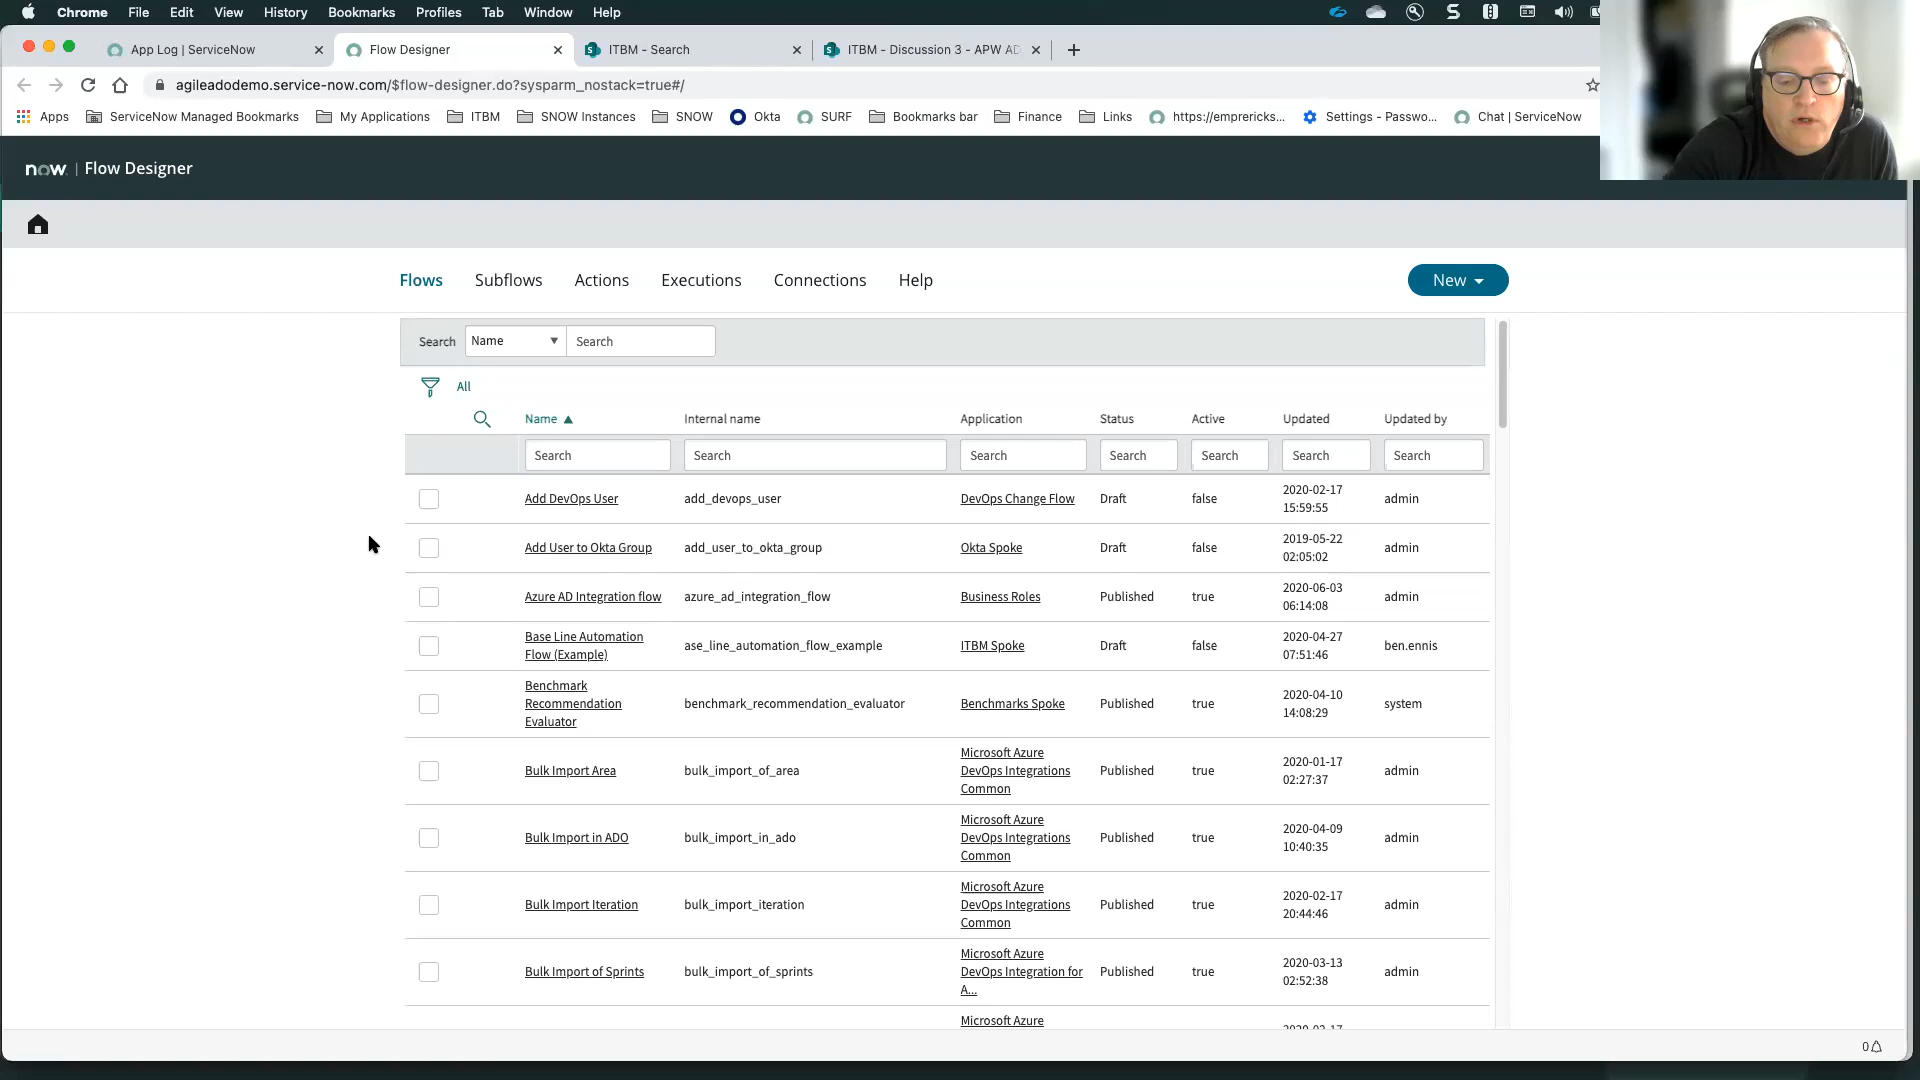 Chrome File Edit View History Bookmarks Profiles Tab Window Help
App Log | ServiceNow
Flow Designer
ITBM - Search
ITBM - Discussion 3 - APW AD
agileadodemo.service-now.com/$flow-designer.do?sysparm_nostack=true#/
Apps ServiceNow Managed Bookmarks My Applications ITBM SNOW Instances SNOW Okta SURF Bookmarks bar Finance Links https://emprericks... Settings - Passwo... Chat | ServiceNow
now | Flow Designer
Flows Subflows Actions Executions Connections Help New
Search Name Search
All
Name Internal name Application Status Active Updated Updated by
Search Search Search Search Search Search Search
Add DevOps User add_devops_user DevOps Change Flow Draft false 2020-02-17 15:59:55 admin
Add User to Okta Group add_user_to_okta_group Okta Spoke Draft false 2019-05-22 02:05:02 admin
Azure AD Integration flow azure_ad_integration_flow Business Roles Published true 2020-06-03 06:14:08 admin
Base Line Automation Flow (Example) ase_line_automation_flow_example ITBM Spoke Draft false 2020-04-27 07:51:46 ben.ennis
Benchmark Recommendation Evaluator benchmark_recommendation_evaluator Benchmarks Spoke Published true 2020-04-10 14:08:29 system
Bulk Import Area bulk_import_of_area Microsoft Azure DevOps Integrations Common Published true 2020-01-17 02:27:37 admin
Bulk Import in ADO bulk_import_in_ado Microsoft Azure DevOps Integrations Common Published true 2020-04-09 10:40:35 admin
Bulk Import Iteration bulk_import_iteration Microsoft Azure DevOps Integrations Common Published true 2020-02-17 20:44:46 admin
Bulk Import of Sprints bulk_import_of_sprints Microsoft Azure DevOps Integration for A... Published true 2020-03-13 02:52:38 admin
Microsoft Azure
0